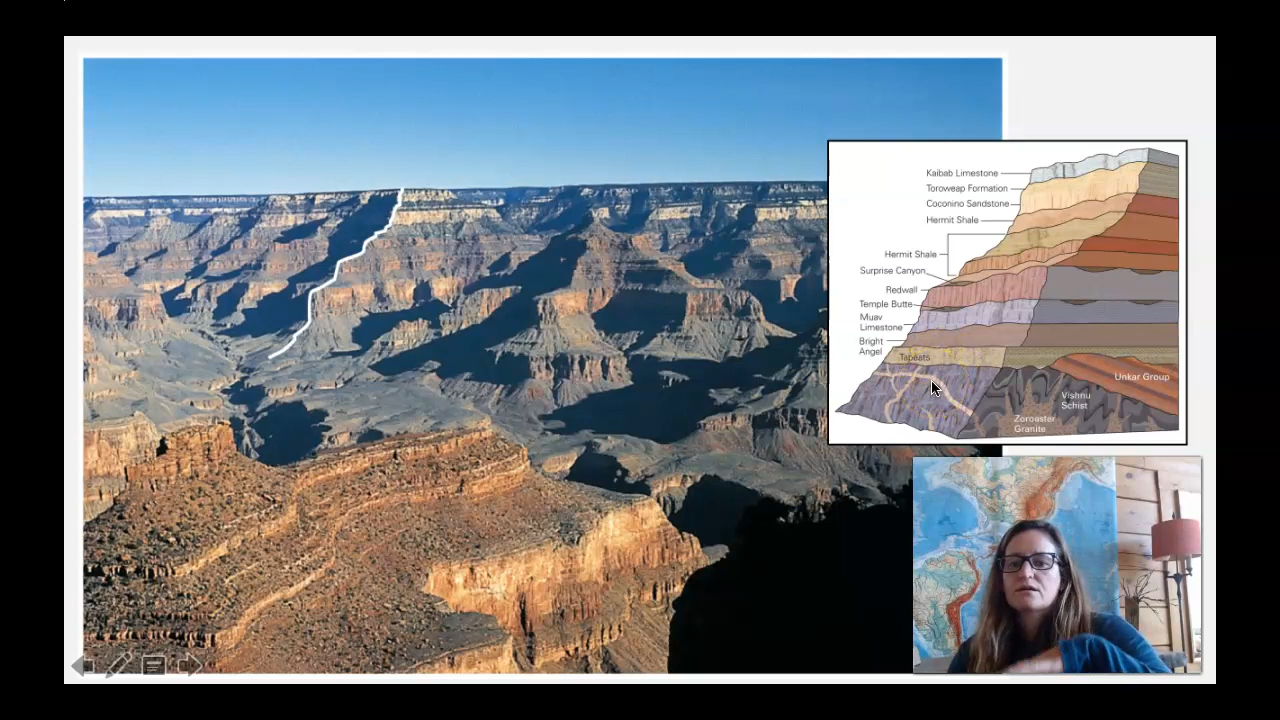 Kaibab Limestone
Toroweap Formation
Coconino Sandstone
Hermit Shale
Hermit Shale
Surprise Canyon
Redwall
Temple Butte
Muav
Limestone
Bright
Angel
Tapeats
Unkar Group
Vishnu
Schist
Zoroaster
Granite